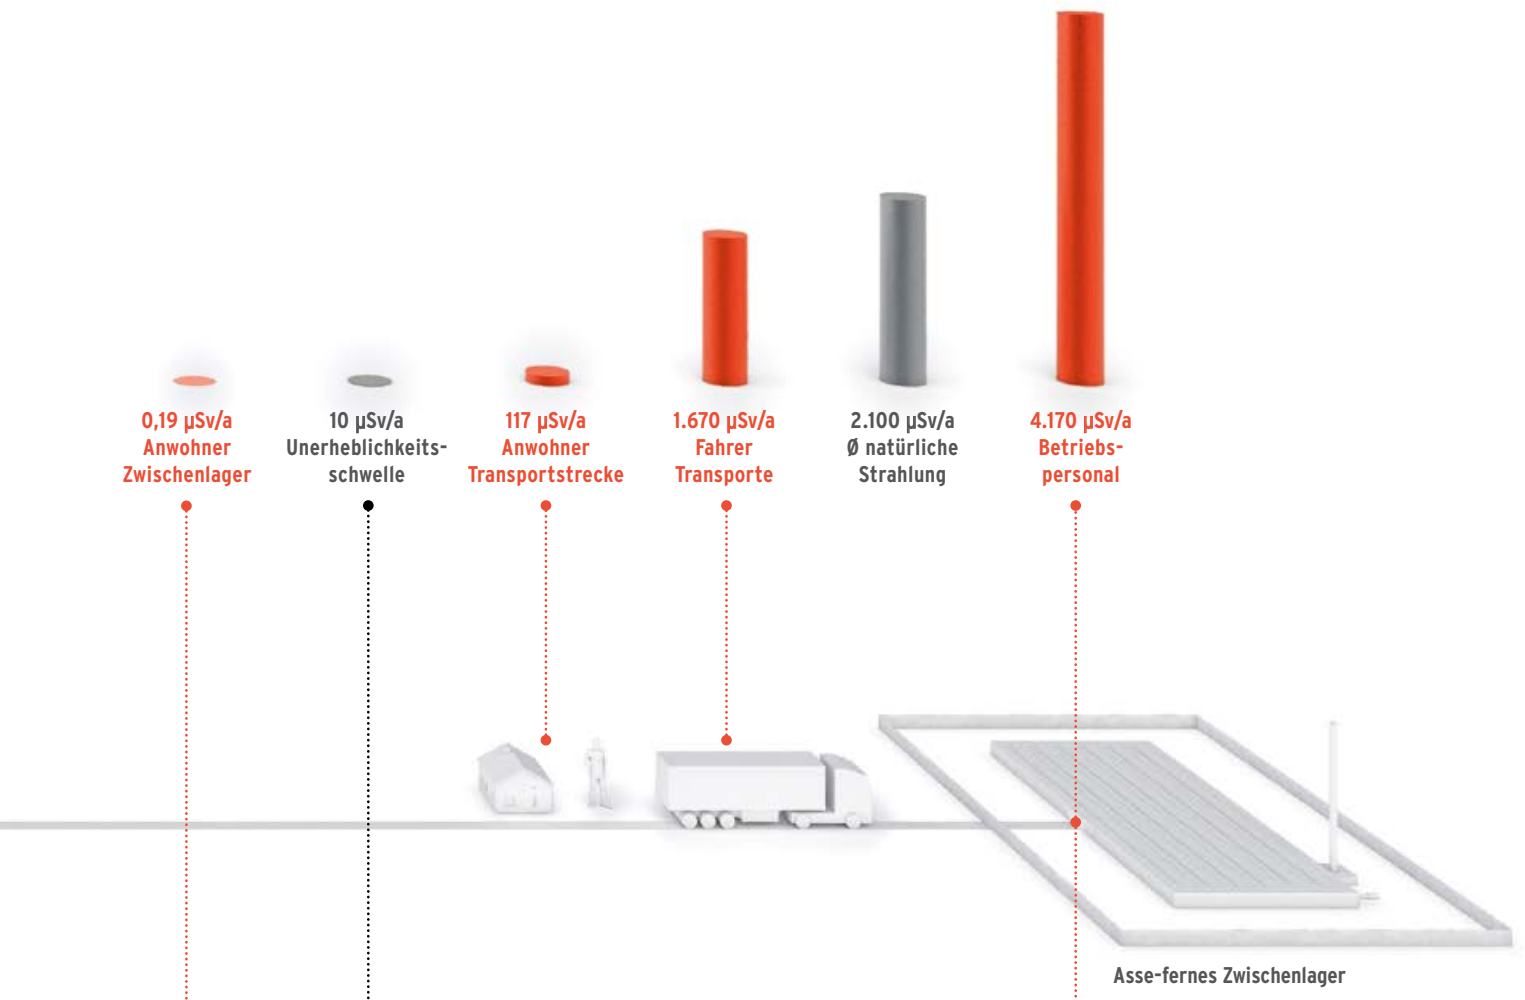 0,19 µSv/a
Anwohner
Zwischenlager
10 µSv/a
Unerheblichkeits-
schwelle
117 µSv/a
Anwohner
Transportstrecke
1.670 µSv/a
Fahrer
Transporte
2.100 µSv/a
Ø natürliche
Strahlung
4.170 µSv/a
Betriebs-
personal
Asse-fernes Zwischenlager